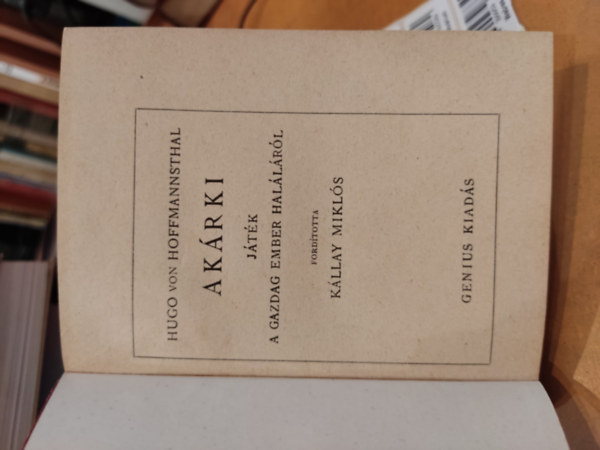 HUGO VON HOFFMANNSTHAL
AKÁRKI
JÁTÉK
A GAZDAG EMBER HALÁLÁRÓL
FORDÍTOTTA
KÁLLAY MIKLÓS
GENIUS KIADÁS